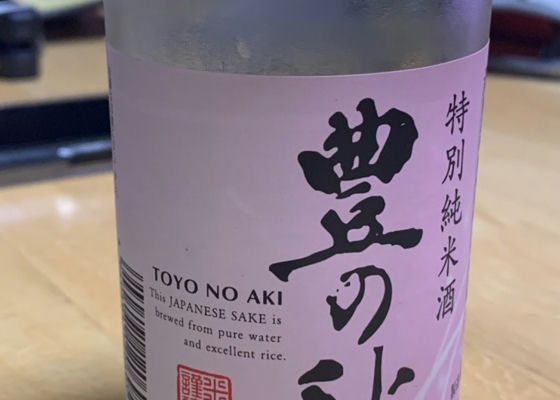 特別純米酒
豊の秋
TOYO NO AKI
This JAPANESE SAKE is
brewed from pure water
and excellent rice.